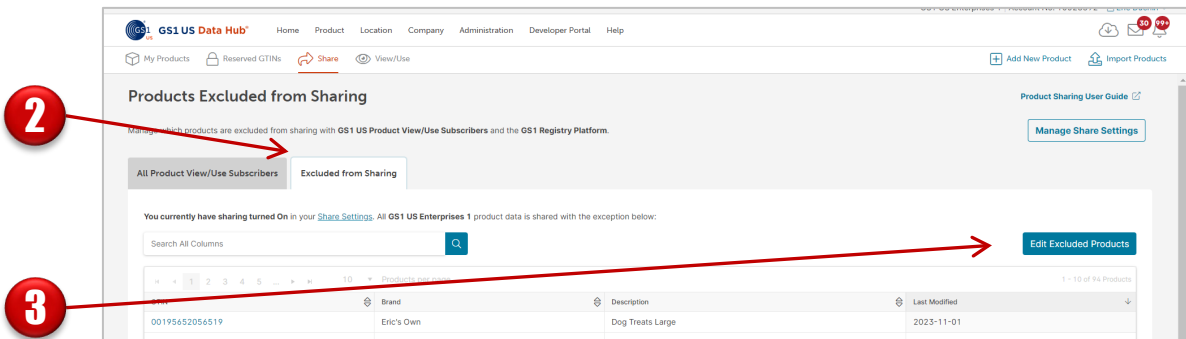 GS1 US GS1 US Data Hub® Home Product Location Company Administration Developer Portal Help 30 99+
My Products Reserved GTINs Share View/Use Add New Product Import Products
Products Excluded from Sharing Product Sharing User Guide
2
Manage which products are excluded from sharing with GS1 US Product View/Use Subscribers and the GS1 Registry Platform. Manage Share Settings
All Product View/Use Subscribers Excluded from Sharing
You currently have sharing turned On in your Share Settings. All GS1 US Enterprises 1 product data is shared with the exception below:
Search All Columns Edit Excluded Products
1 2 3 4 5 ... 10 Products per page 1 - 10 of 94 Products
3
Brand Description Last Modified
00195652056519 Eric's Own Dog Treats Large 2023-11-01